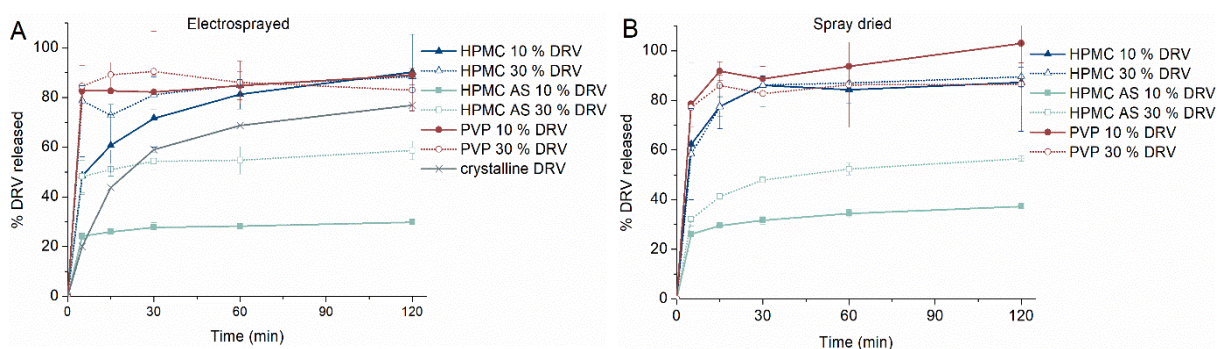 A
Electrosprayed
% DRV released
100
80
60
40
20
0
0 30 60 90 120
Time (min)
HPMC 10 % DRV
HPMC 30 % DRV
HPMC AS 10 % DRV
HPMC AS 30 % DRV
PVP 10 % DRV
PVP 30 % DRV
crystalline DRV
B
Spray dried
% DRV released
100
80
60
40
20
0
0 30 60 90 120
Time (min)
HPMC 10 % DRV
HPMC 30 % DRV
HPMC AS 10 % DRV
HPMC AS 30 % DRV
PVP 10 % DRV
PVP 30 % DRV